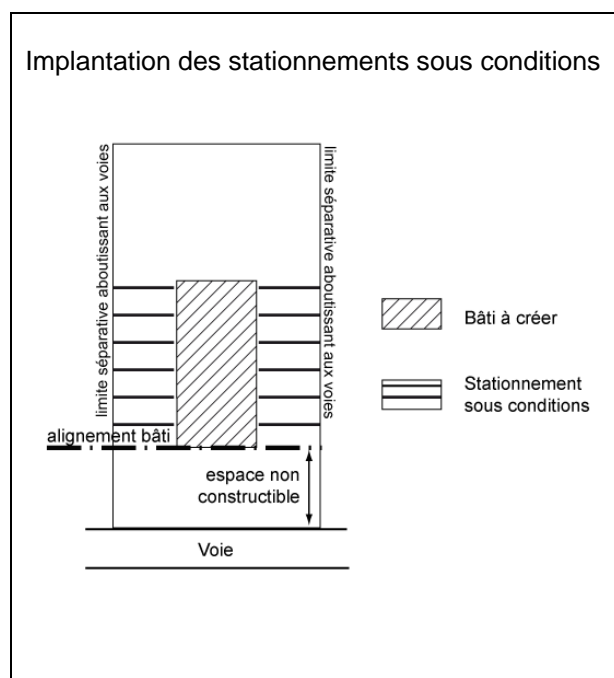 Implantation des stationnements sous conditions
limite séparative aboutissant aux voies
limite séparative aboutissant aux voies
Bâti à créer
Stationnement
sous conditions
alignement bâti
espace non
constructible
Voie